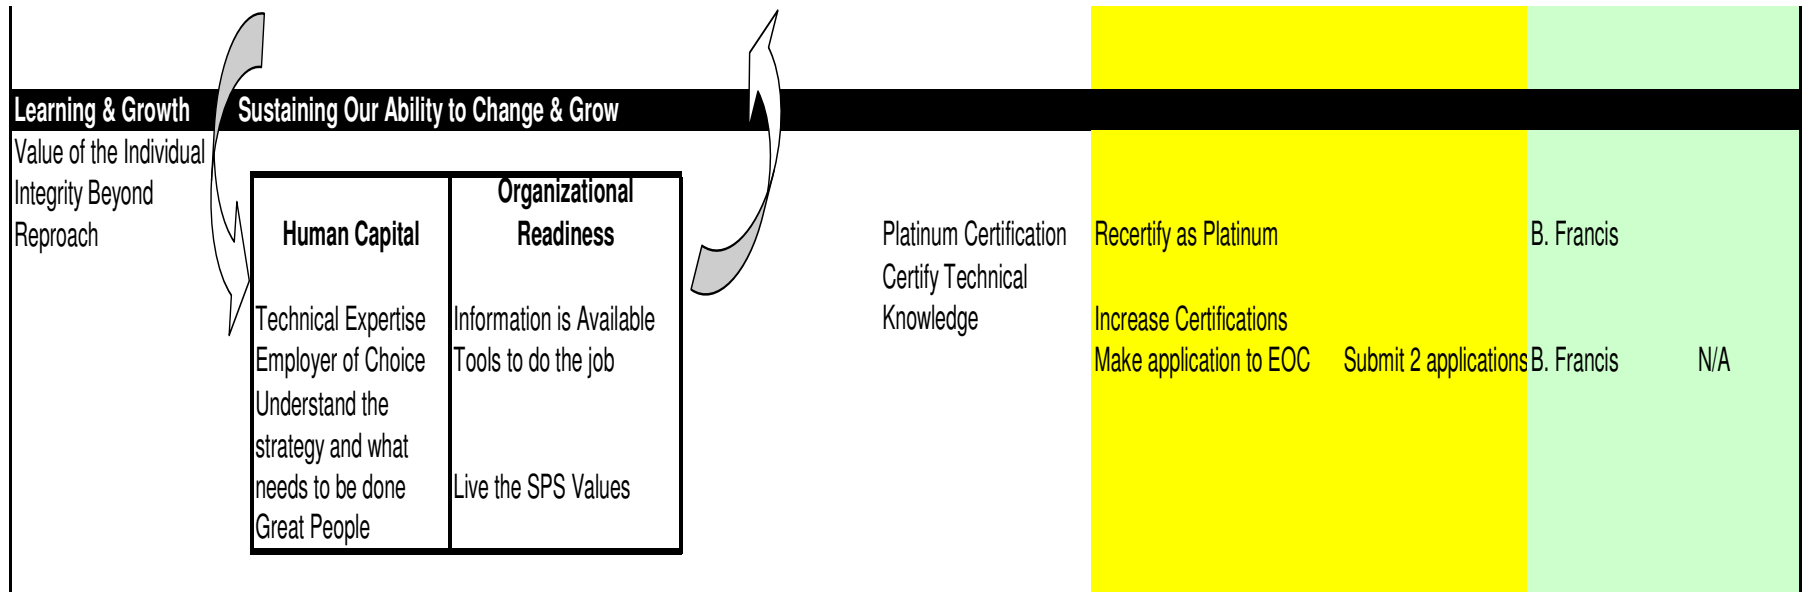 Learning & Growth Sustaining Our Ability to Change & Grow
Value of the Individual
Integrity Beyond
Reproach
Human Capital
Organizational
Readiness
Technical Expertise
Employer of Choice
Understand the
strategy and what
needs to be done
Great People
Information is Available
Tools to do the job
Live the SPS Values
Platinum Certification Recertify as Platinum B. Francis
Certify Technical
Knowledge Increase Certifications
Make application to EOC Submit 2 applications B. Francis N/A